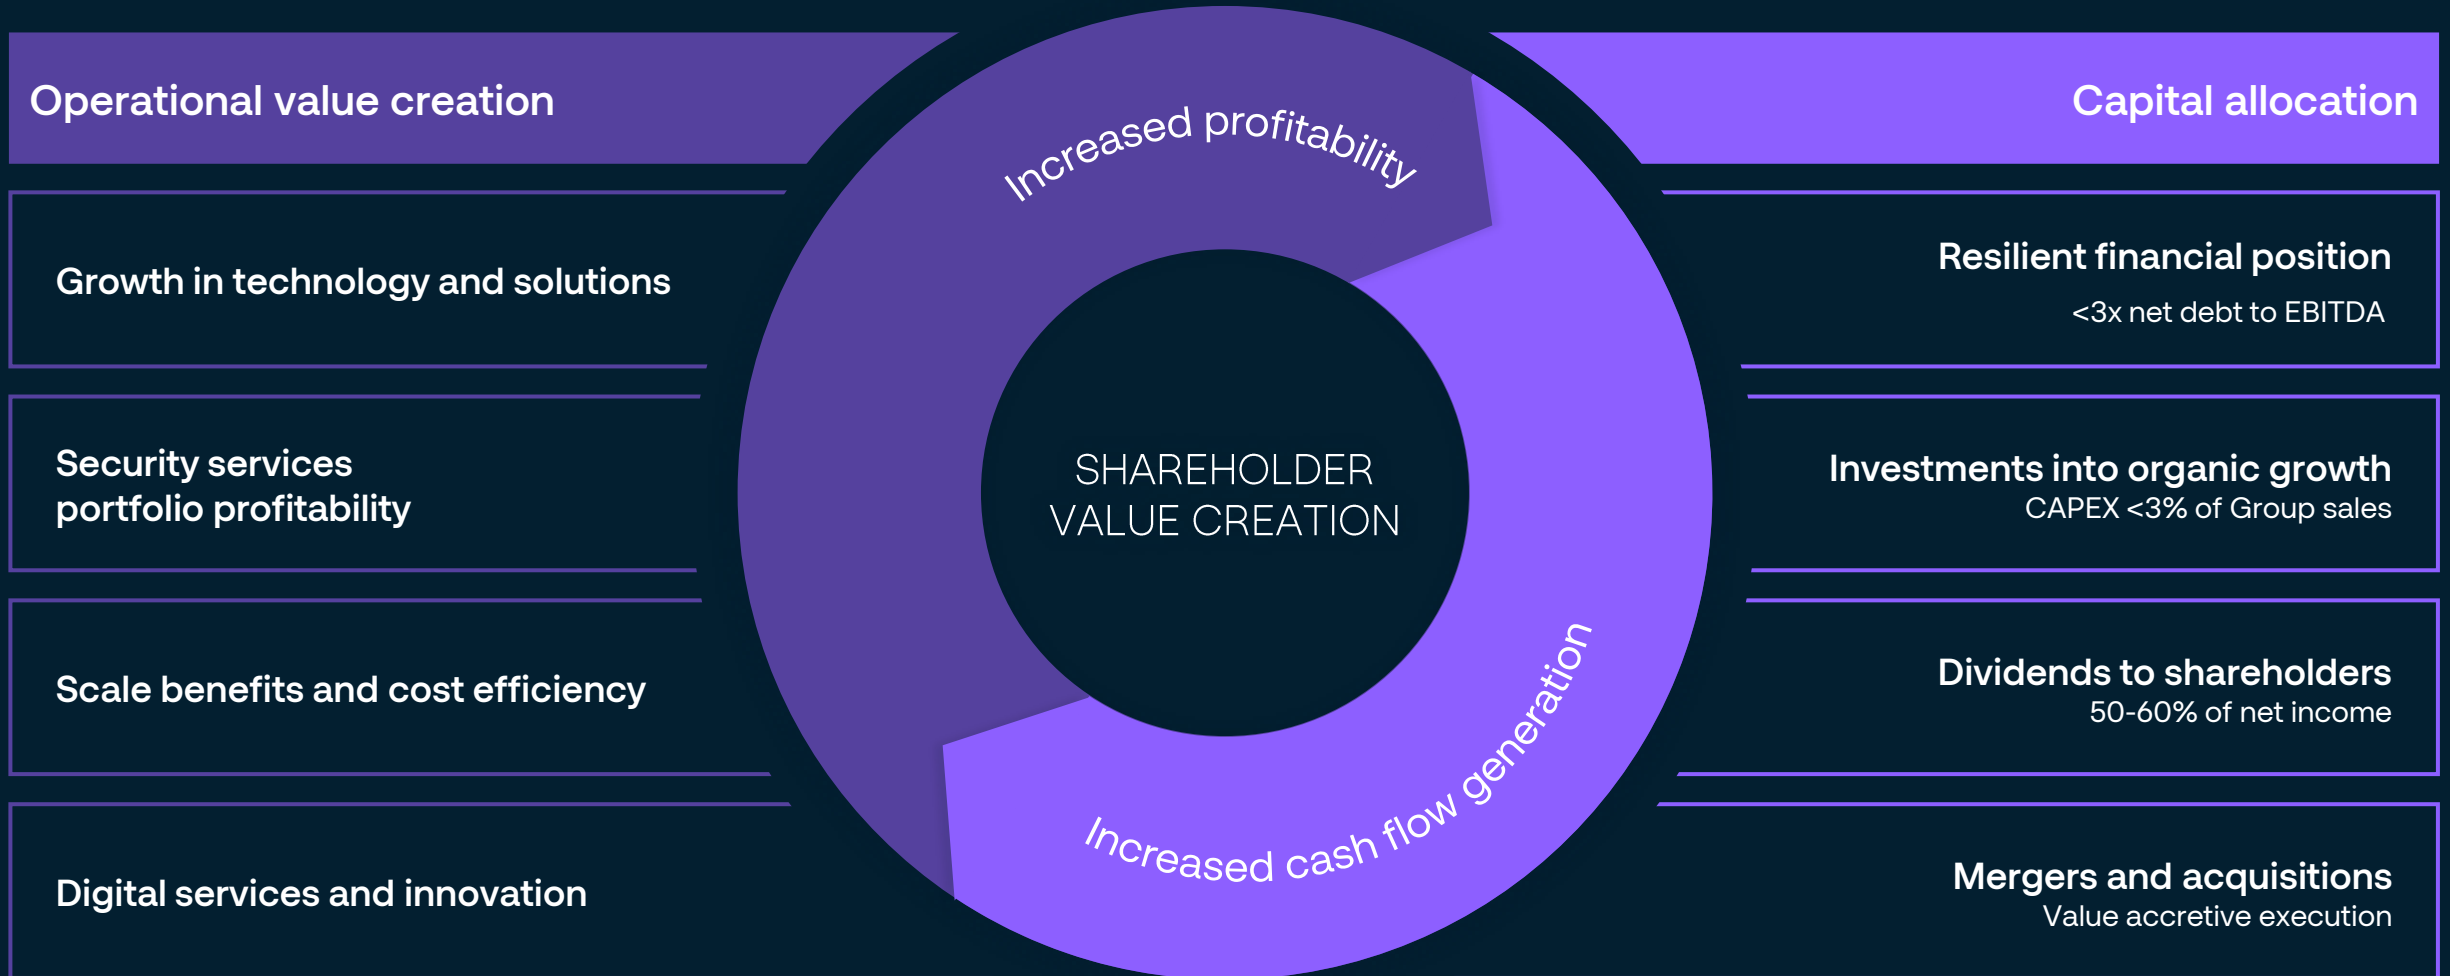 Operational value creation
Growth in technology and solutions
Security services
portfolio profitability
Scale benefits and cost efficiency
Digital services and innovation
Increased profitability
SHAREHOLDER
VALUE CREATION
Increased cash flow generation
Capital allocation
Resilient financial position
<3x net debt to EBITDA
Investments into organic growth
CAPEX <3% of Group sales
Dividends to shareholders
50-60% of net income
Mergers and acquisitions
Value accretive execution